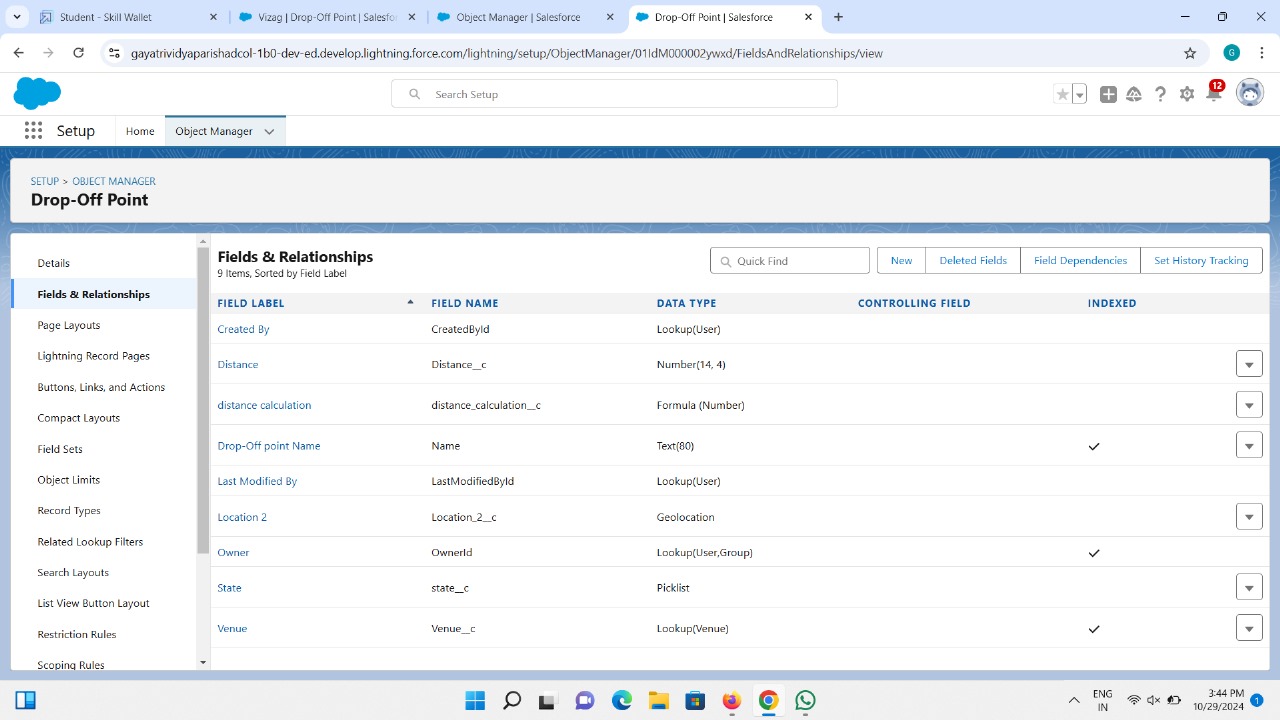 Student - Skill Wallet
Vizag | Drop-Off Point | Salesfor
Object Manager | Salesforce
Drop-Off Point | Salesforce
gayatrividyaparishadcol-1b0-dev-ed.develop.lightning.force.com/lightning/setup/ObjectManager/01IdM000002ywxd/FieldsAndRelationships/view
G
Search Setup
12
Setup
Home
Object Manager
SETUP > OBJECT MANAGER
Drop-Off Point
Details
Fields & Relationships
Page Layouts
Lightning Record Pages
Buttons, Links, and Actions
Compact Layouts
Field Sets
Object Limits
Record Types
Related Lookup Filters
Search Layouts
List View Button Layout
Restriction Rules
Scoping Rules
Fields & Relationships
9 Items, Sorted by Field Label
Quick Find
New
Deleted Fields
Field Dependencies
Set History Tracking
FIELD LABEL FIELD NAME DATA TYPE CONTROLLING FIELD INDEXED
Created By CreatedById Lookup(User)
Distance Distance__c Number(14, 4)
distance calculation distance_calculation__c Formula (Number)
Drop-Off point Name Name Text(80)
Last Modified By LastModifiedById Lookup(User)
Location 2 Location_2__c Geolocation
Owner OwnerId Lookup(User,Group)
State state__c Picklist
Venue Venue__c Lookup(Venue)
ENG
IN
3:44 PM
10/29/2024
1